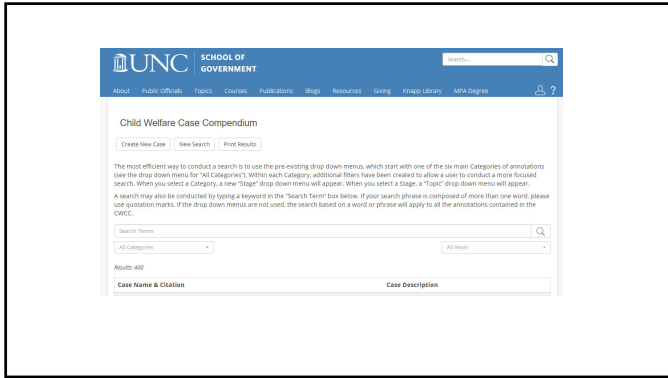 UNC SCHOOL OF GOVERNMENT
Search...
About Public Officials Topics Courses Publications Blogs Resources Giving Knapp Library MPA Degree ?
Child Welfare Case Compendium
Create New Case New Search Print Results
The most efficient way to conduct a search is to use the pre-existing drop down menus, which start with one of the six main Categories of annotations
(see the drop down menu for "All Categories"). Within each Category, additional filters have been created to allow a user to conduct a more focused
search. When you select a Category, a new "Stage" drop down menu will appear. When you select a Stage, a "Topic" drop down menu will appear.
A search may also be conducted by typing a keyword in the "Search Term" box below. If your search phrase is composed of more than one word, please
use quotation marks. If the drop down menus are not used, the search based on a word or phrase will apply to all the annotations contained in the
CWCC.
Search Terms
All Categories All Years
Results: 400
Case Name & Citation Case Description